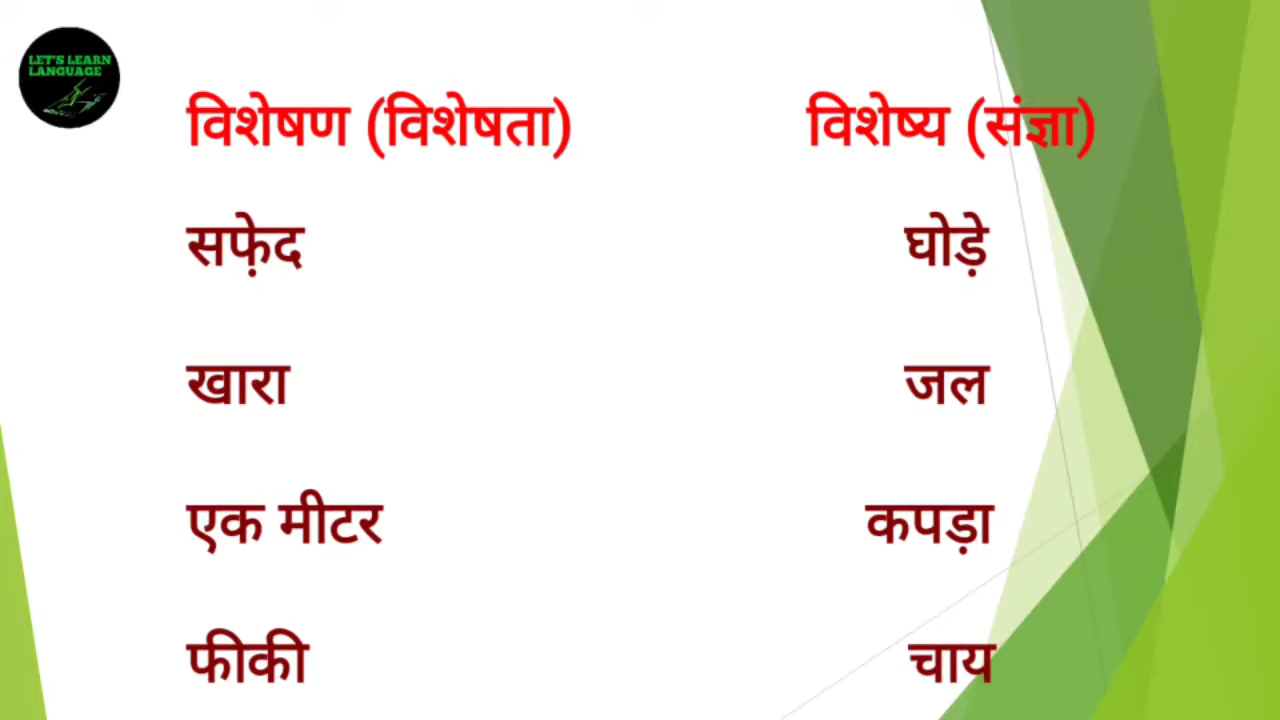 LET'S LEARN
LANGUAGE
विशेषण (विशेषता) विशेष्य (संज्ञा)
सफ़ेद घोड़े
खारा जल
एक मीटर कपड़ा
फीकी चाय